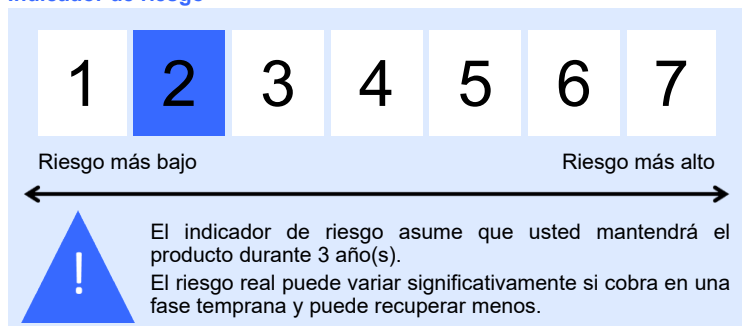 Indicador de riesgo
1 2 3 4 5 6 7
Riesgo más bajo Riesgo más alto
! El indicador de riesgo asume que usted mantendrá el
producto durante 3 año(s).
El riesgo real puede variar significativamente si cobra en una
fase temprana y puede recuperar menos.